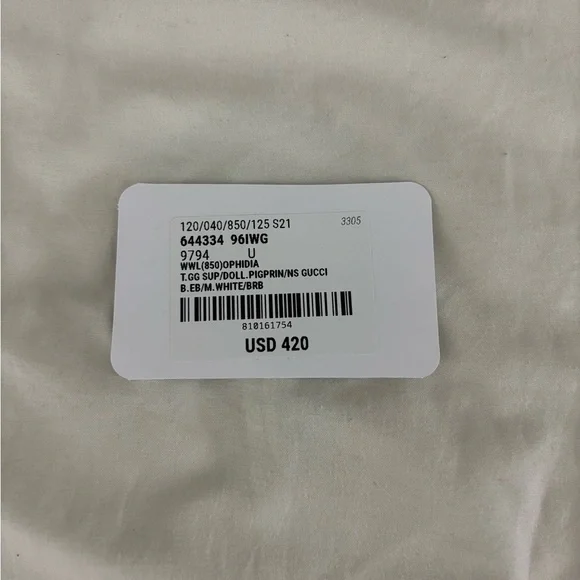 120/040/850/125 S21 3305
644334 96IWG
9794 U
WWL(850)OPHIDIA
T.GG SUP/DOLL.PIGPRIN/NS GUCCI
B.EB/M.WHITE/BRB
810161754
USD 420